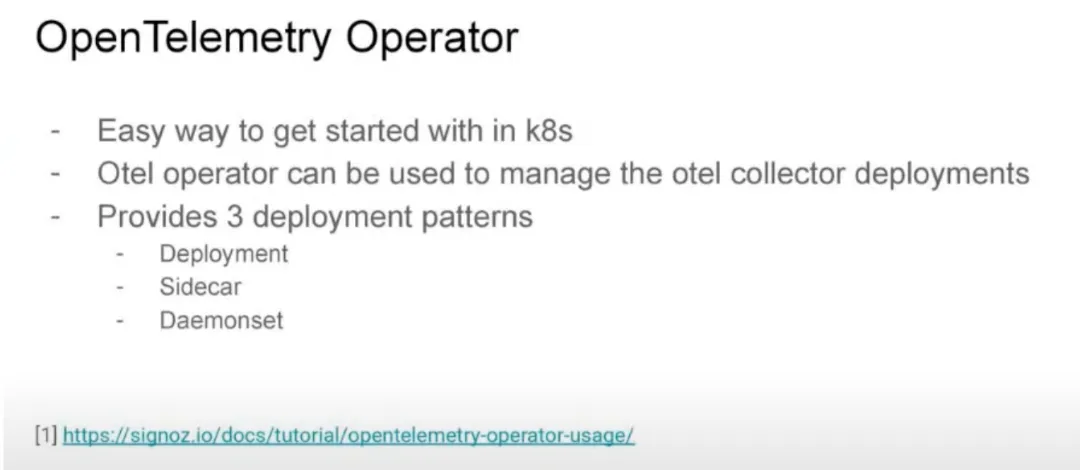 OpenTelemetry Operator
- Easy way to get started with in k8s
- Otel operator can be used to manage the otel collector deployments
- Provides 3 deployment patterns
- Deployment
- Sidecar
- Daemonset
[1] https://signoz.io/docs/tutorial/opentelemetry-operator-usage/